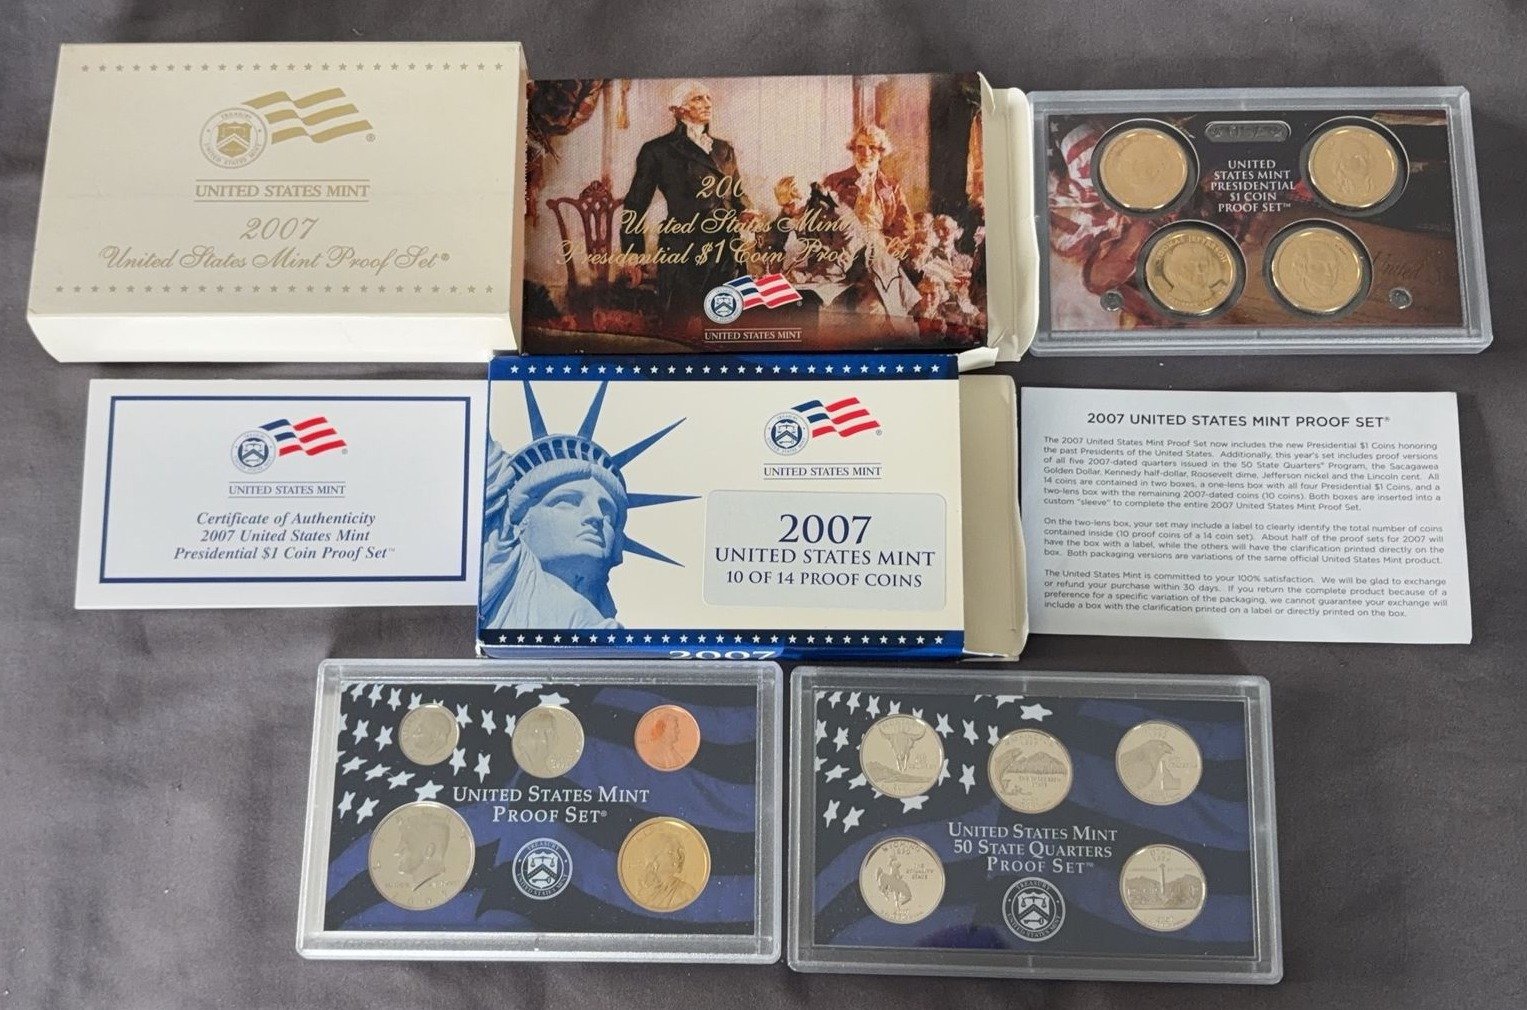 UNITED STATES MINT
2007
United States Mint Proof Set®
200
United States Mint
Presidential $1 Coin Proof Set
UNITED STATES MINT
UNITED
STATES MINT
PRESIDENTIAL
$1 COIN
PROOF SET™
UNITED STATES MINT
Certificate of Authenticity
2007 United States Mint
Presidential $1 Coin Proof Set™
UNITED STATES MINT
2007
UNITED STATES MINT
10 OF 14 PROOF COINS
2007
2007 UNITED STATES MINT PROOF SET®
The 2007 United States Mint Proof Set now includes the new Presidential $1 Coins honoring
the past Presidents of the United States. Additionally, this year's set includes proof versions
of all five 2007-dated quarters issued in the 50 State Quarters® Program, the Sacagawea
Golden Dollar, Kennedy half-dollar, Roosevelt dime, Jefferson nickel and the Lincoln cent. All
14 coins are contained in two boxes, a one-lens box with all four Presidential $1 Coins, and a
two-lens box with the remaining 2007-dated coins (10 coins). Both boxes are inserted into a
custom "sleeve" to complete the entire 2007 United States Mint Proof Set.
On the two-lens box, your set may include a label to clearly identify the total number of coins
contained inside (10 proof coins of a 14 coin set). About half of the proof sets for 2007 will
have the box with a label, while the others will have the clarification printed directly on the
box. Both packaging versions are variations of the same official United States Mint product.
The United States Mint is committed to your 100% satisfaction. We will be glad to exchange
or refund your purchase within 30 days. If you return the complete product because of a
preference for a specific variation of the packaging, we cannot guarantee your exchange will
include a box with the clarification printed on a label or directly printed on the box.
UNITED STATES MINT
PROOF SET®
UNITED STATES MINT
50 STATE QUARTERS
PROOF SET™